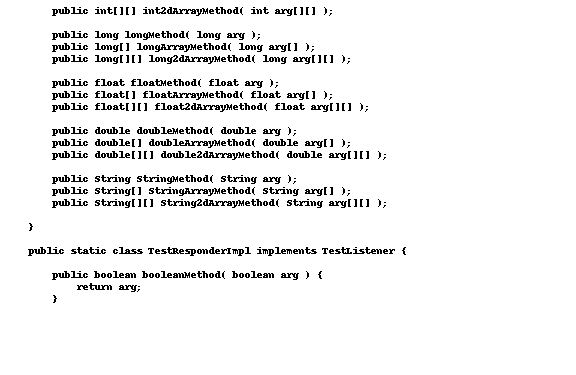 public int[][] int2dArrayMethod( int arg[][] );

public long longMethod( long arg );
public long[] longArrayMethod( long arg[] );
public long[][] long2dArrayMethod( long arg[][] );

public float floatMethod( float arg );
public float[] floatArrayMethod( float arg[] );
public float[][] float2dArrayMethod( float arg[][] );

public double doubleMethod( double arg );
public double[] doubleArrayMethod( double arg[] );
public double[][] double2dArrayMethod( double arg[][] );

public String StringMethod( String arg );
public String[] StringArrayMethod( String arg[] );
public String[][] String2dArrayMethod( String arg[][] );

}

public static class TestResponderImpl implements TestListener {

public boolean booleanMethod( boolean arg ) {
return arg;
}